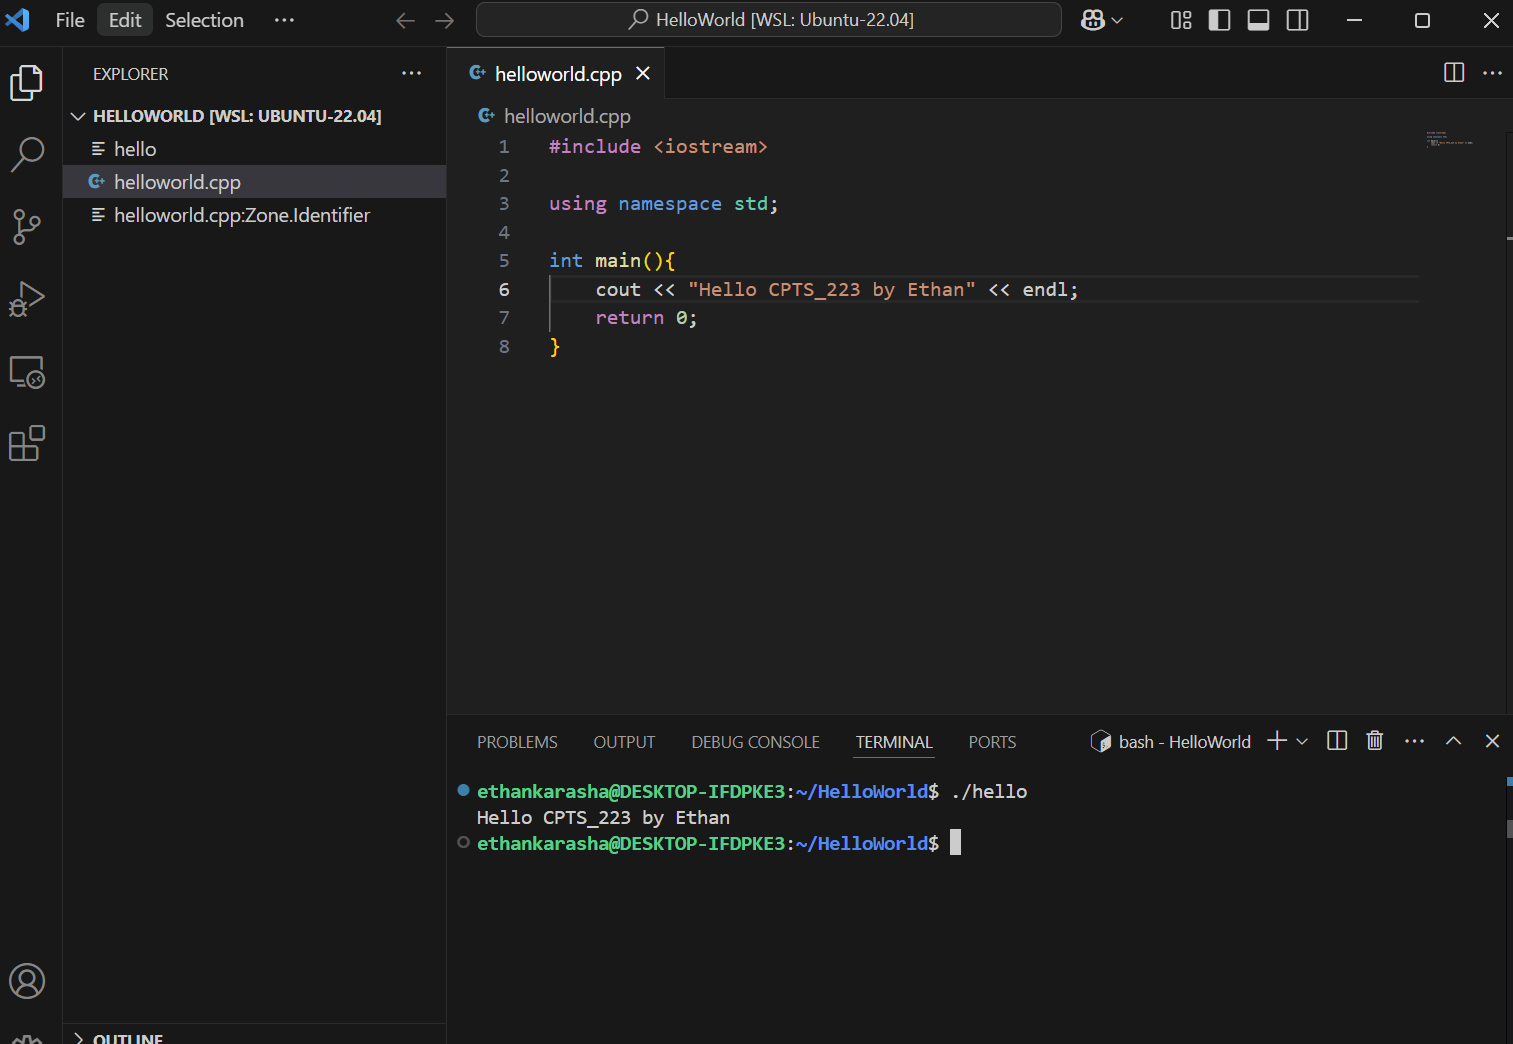 File Edit Selection ··· HelloWorld [WSL: Ubuntu-22.04]
EXPLORER ···
HELLOWORLD [WSL: UBUNTU-22.04]
hello
helloworld.cpp
helloworld.cpp:Zone.Identifier
OUTLINE
helloworld.cpp
helloworld.cpp
1 #include <iostream>
2
3 using namespace std;
4
5 int main(){
6     cout << "Hello CPTS_223 by Ethan" << endl;
7     return 0;
8 }
PROBLEMS OUTPUT DEBUG CONSOLE TERMINAL PORTS bash - HelloWorld
ethankarasha@DESKTOP-IFDPKE3:~/HelloWorld$ ./hello
Hello CPTS_223 by Ethan
ethankarasha@DESKTOP-IFDPKE3:~/HelloWorld$